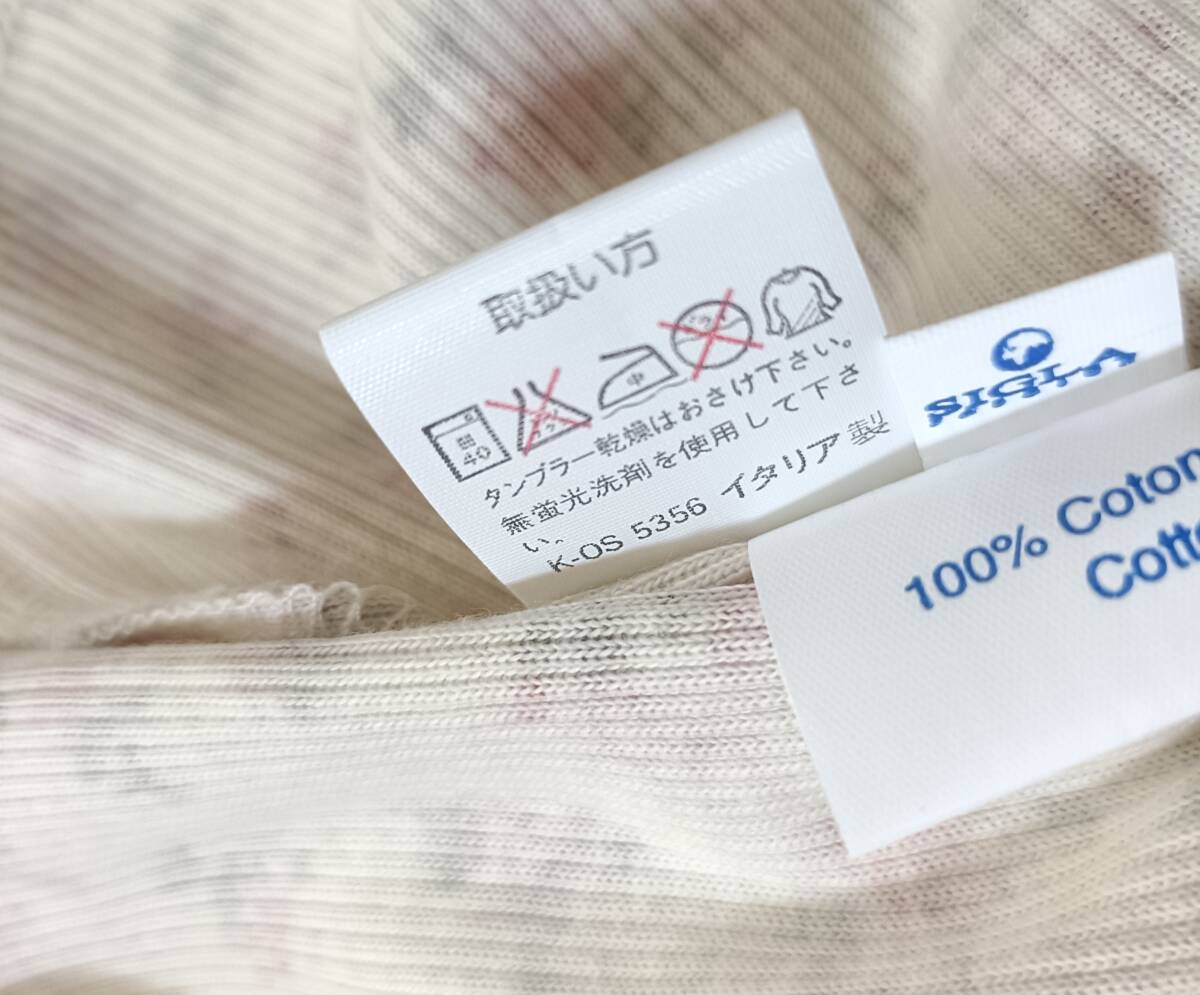 取扱い方
40
中
タンブラー乾燥はおさけ下さい。
無蛍光洗剤を使用して下さ
い。
K-OS 5356 イタリア製
100% Coton
Cotto